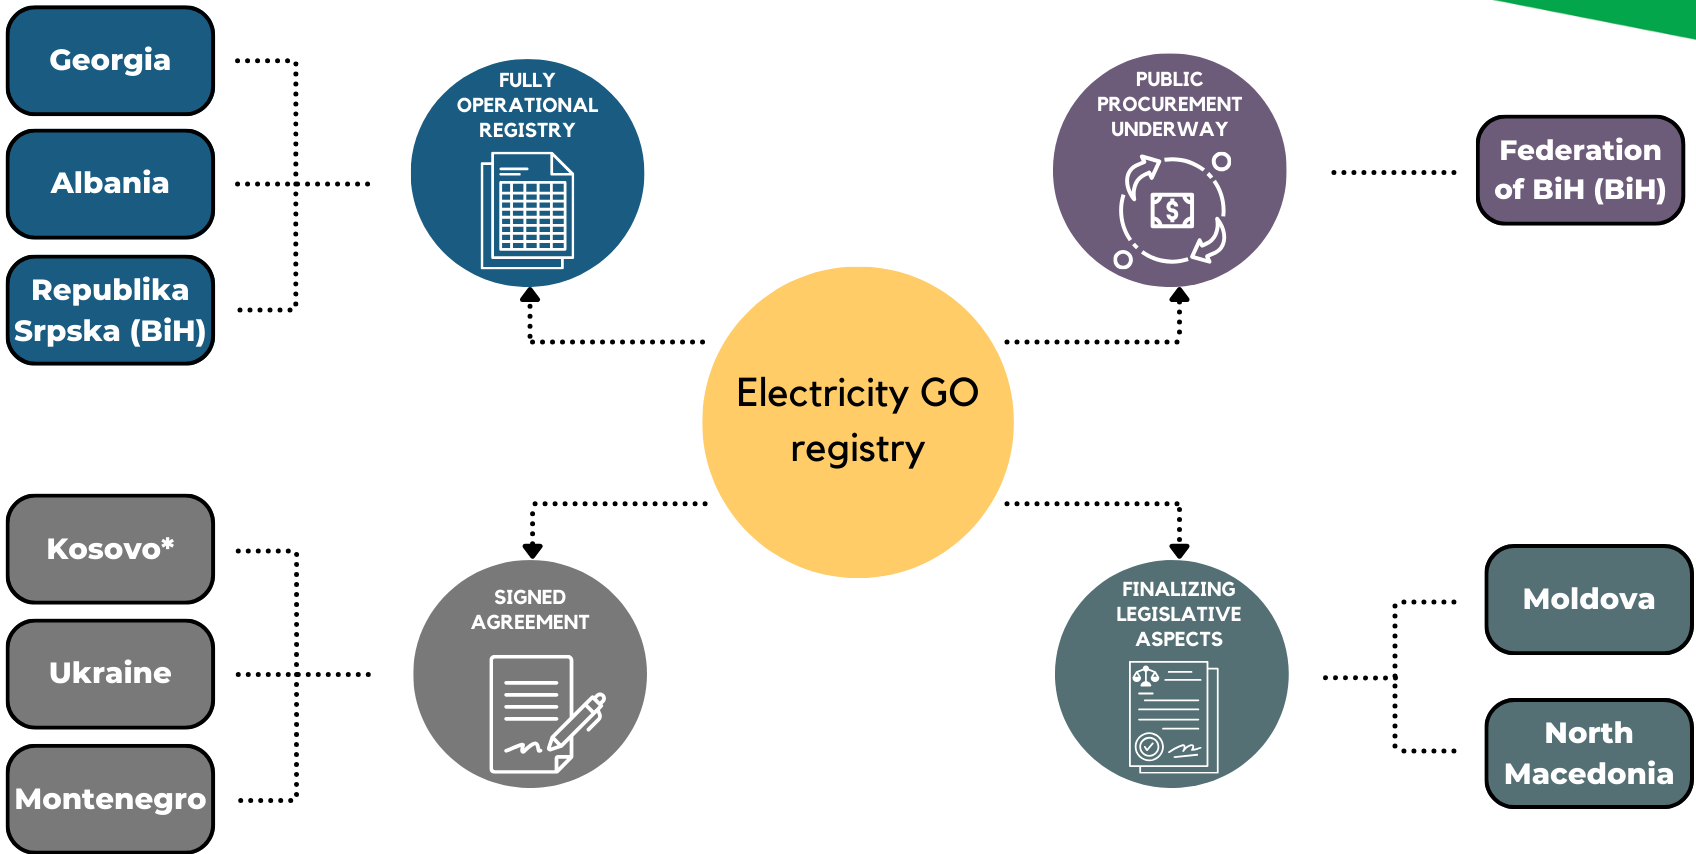 Georgia
Albania
Republika
Srpska (BiH)
FULLY
OPERATIONAL
REGISTRY
PUBLIC
PROCUREMENT
UNDERWAY
$
Federation
of BiH (BiH)
Electricity GO
registry
Kosovo*
Ukraine
Montenegro
SIGNED
AGREEMENT
FINALIZING
LEGISLATIVE
ASPECTS
Moldova
North
Macedonia